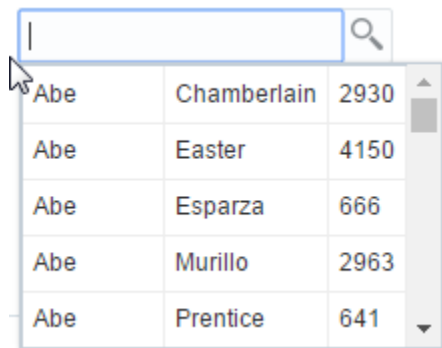 Abe Chamberlain 2930
Abe Easter 4150
Abe Esparza 666
Abe Murillo 2963
Abe Prentice 641